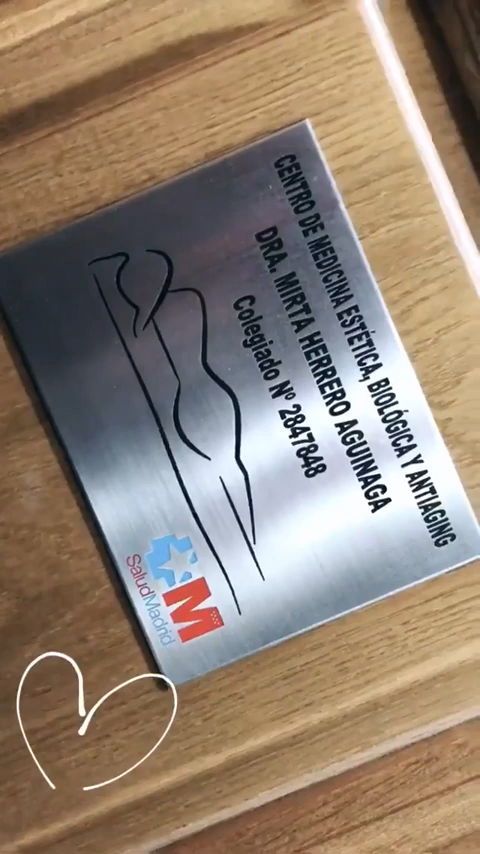 CENTRO DE MEDICINA ESTÉTICA, BIOLÓGICA Y ANTIAGING
DRA. MIRTA HERRERO AGUINAGA
Colegiado Nº 2847848
M
SaludMadrid